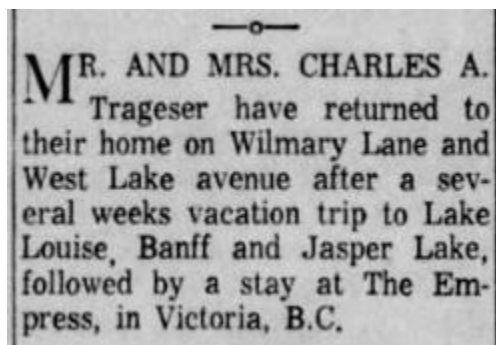 MR. AND MRS. CHARLES A.
Trageser have returned to
their home on Wilmary Lane and
West Lake avenue after a sev-
eral weeks vacation trip to Lake
Louise, Banff and Jasper Lake,
followed by a stay at The Em-
press, in Victoria, B.C.